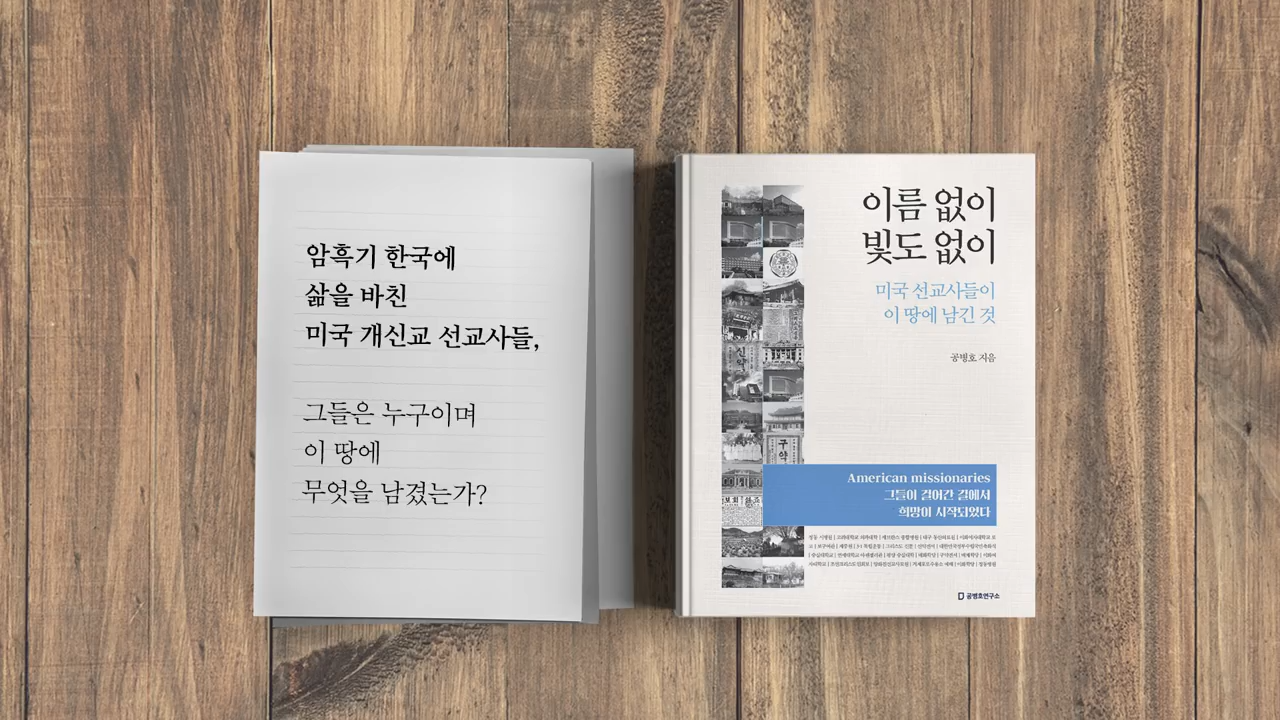 암흑기 한국에
삶을 바친
미국 개신교 선교사들,
그들은 누구이며
이 땅에
무엇을 남겼는가?
이름 없이
빛도 없이
미국 선교사들이
이 땅에 남긴 것
공병호 지음
신약
구약
American missionaries
그들이 걸어간 길에서
희망이 시작되었다
공병호연구소